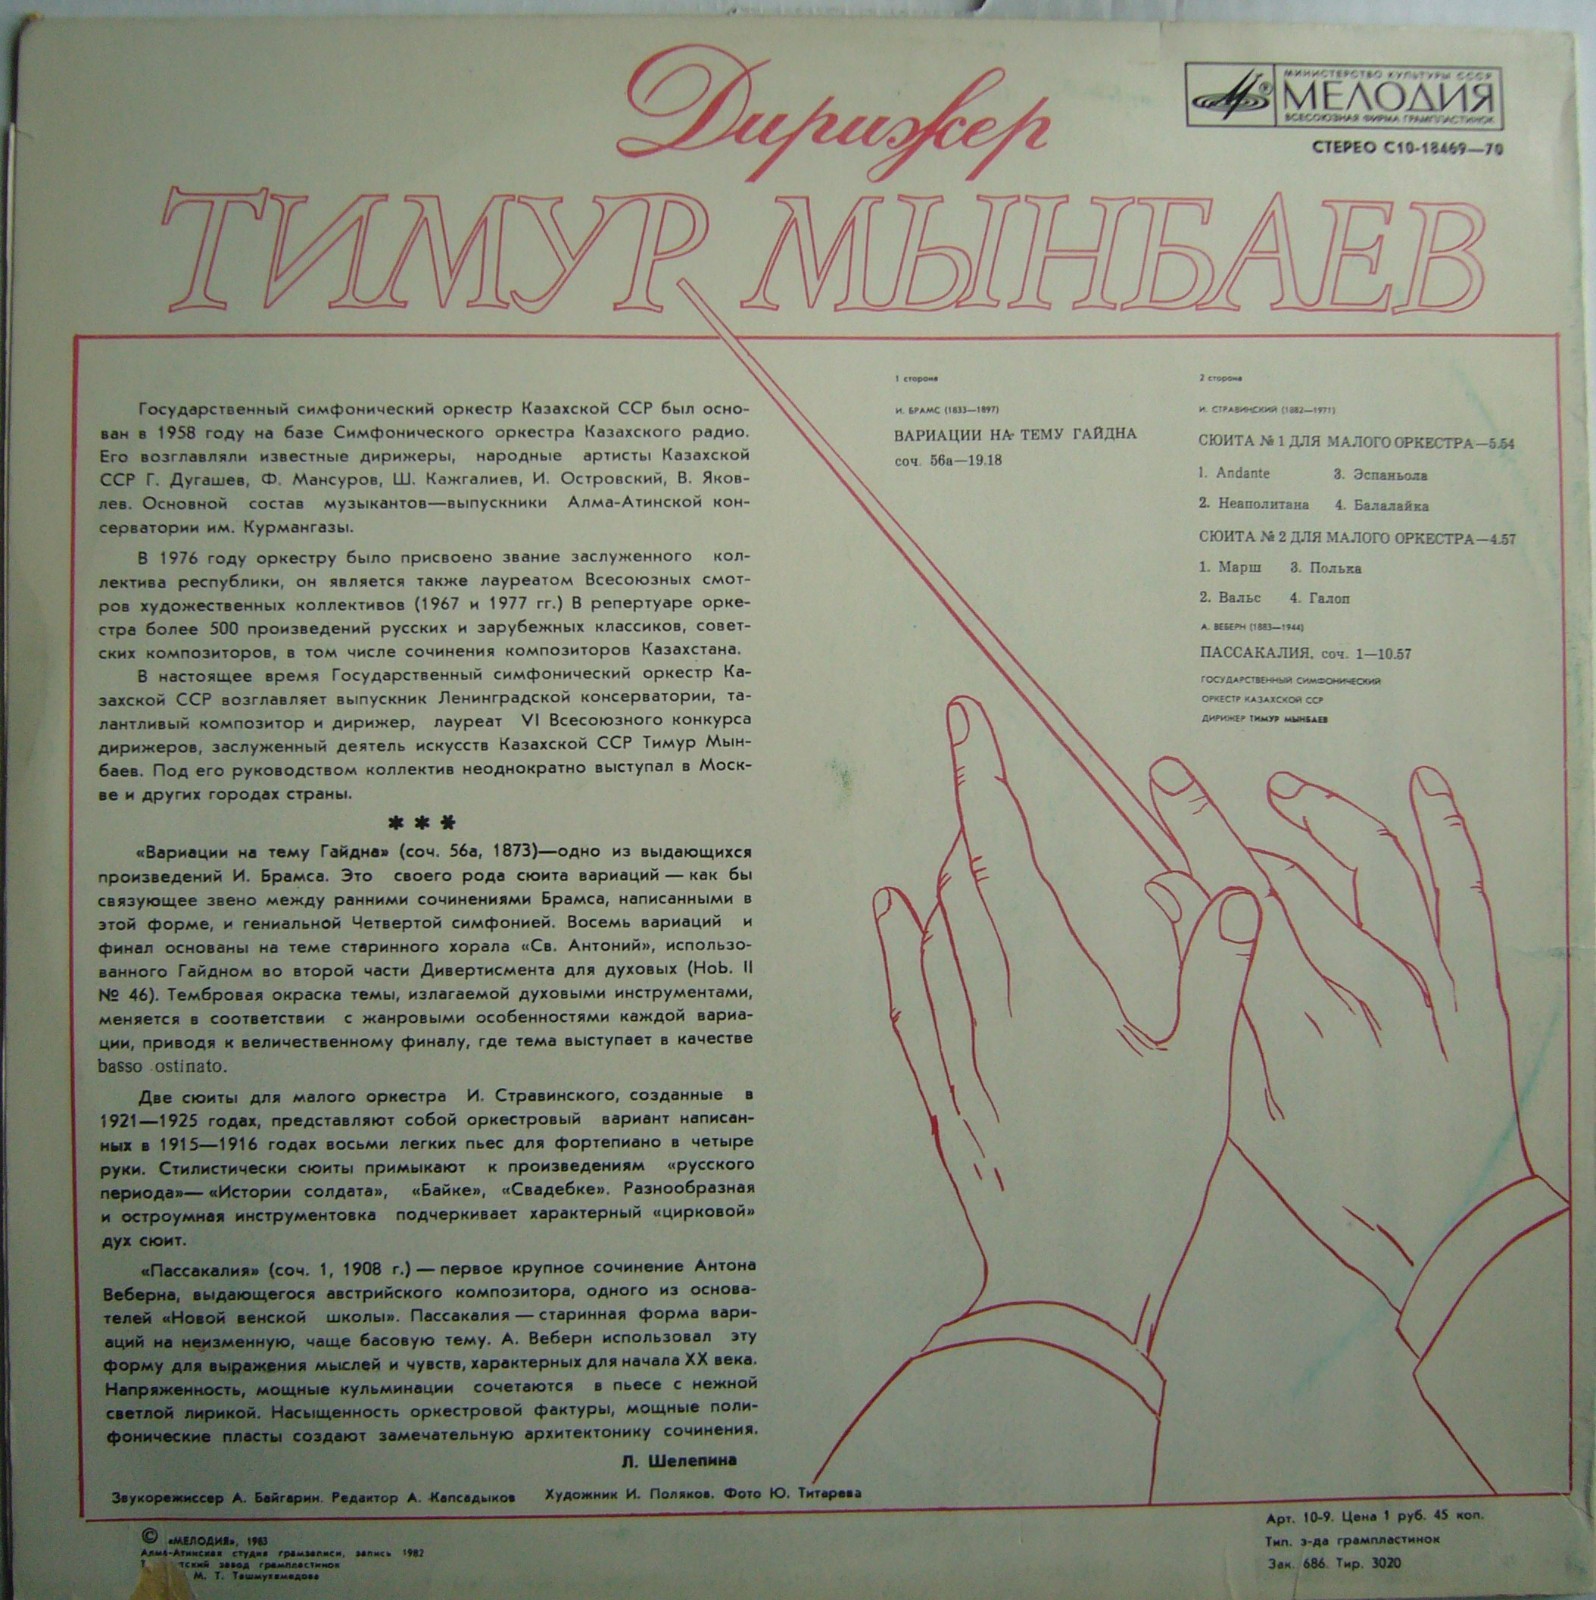 Дирижер
МИНИСТЕРСТВО КУЛЬТУРЫ СССР
МЕЛОДИЯ
ВСЕСОЮЗНАЯ ФИРМА ГРАМПЛАСТИНОК
СТЕРЕО С10-18469—70
ТИМУР МЫНБАЕВ
Государственный симфонический оркестр Казахской ССР был осно-
ван в 1958 году на базе Симфонического оркестра Казахского радио.
Его возглавляли известные дирижеры, народные артисты Казахской
ССР Г. Дугашев, Ф. Мансуров, Ш. Кажгалиев, И. Островский, В. Яков-
лев. Основной состав музыкантов—выпускники Алма-Атинской кон-
серватории им. Курмангазы.
В 1976 году оркестру было присвоено звание заслуженного кол-
лектива республики, он является также лауреатом Всесоюзных смот-
ров художественных коллективов (1967 и 1977 гг.) В репертуаре орке-
стра более 500 произведений русских и зарубежных классиков, совет-
ских композиторов, в том числе сочинения композиторов Казахстана.
В настоящее время Государственный симфонический оркестр Ка-
захской ССР возглавляет выпускник Ленинградской консерватории, та-
лантливый композитор и дирижер, лауреат VI Всесоюзного конкурса
дирижеров, заслуженный деятель искусств Казахской ССР Тимур Мын-
баев. Под его руководством коллектив неоднократно выступал в Моск-
ве и других городах страны.
* * *
«Вариации на тему Гайдна» (соч. 56а, 1873)—одно из выдающихся
произведений И. Брамса. Это своего рода сюита вариаций — как бы
связующее звено между ранними сочинениями Брамса, написанными в
этой форме, и гениальной Четвертой симфонией. Восемь вариаций и
финал основаны на теме старинного хорала «Св. Антоний», использо-
ванного Гайдном во второй части Дивертисмента для духовых (Hob. II
№ 46). Тембровая окраска темы, излагаемой духовыми инструментами,
меняется в соответствии с жанровыми особенностями каждой вариа-
ции, приводя к величественному финалу, где тема выступает в качестве
basso ostinato.
Две сюиты для малого оркестра И. Стравинского, созданные в
1921—1925 годах, представляют собой оркестровый вариант написан-
ных в 1915—1916 годах восьми легких пьес для фортепиано в четыре
руки. Стилистически сюиты примыкают к произведениям «русского
периода»— «Истории солдата», «Байке», «Свадебке». Разнообразная
и остроумная инструментовка подчеркивает характерный «цирковой»
дух сюит.
«Пассакалия» (соч. 1, 1908 г.) — первое крупное сочинение Антона
Веберна, выдающегося австрийского композитора, одного из основа-
телей «Новой венской школы». Пассакалия — старинная форма вари-
аций на неизменную, чаще басовую тему. А. Веберн использовал эту
форму для выражения мыслей и чувств, характерных для начала XX века.
Напряженность, мощные кульминации сочетаются в пьесе с нежной
светлой лирикой. Насыщенность оркестровой фактуры, мощные поли-
фонические пласты создают замечательную архитектонику сочинения.
Л. Шелепина
1 сторона
И. БРАМС (1833—1897)
ВАРИАЦИИ НА ТЕМУ ГАЙДНА
соч. 56а—19.18
2 сторона
И. СТРАВИНСКИЙ (1882—1971)
СЮИТА № 1 ДЛЯ МАЛОГО ОРКЕСТРА—5.54
1. Andante 3. Эспаньола
2. Неаполитана 4. Балалайка
СЮИТА № 2 ДЛЯ МАЛОГО ОРКЕСТРА—4.57
1. Марш 3. Полька
2. Вальс 4. Галоп
А. ВЕБЕРН (1883—1944)
ПАССАКАЛИЯ, соч. 1—10.57
ГОСУДАРСТВЕННЫЙ СИМФОНИЧЕСКИЙ
ОРКЕСТР КАЗАХСКОЙ ССР
ДИРИЖЕР ТИМУР МЫНБАЕВ
Звукорежиссер А. Байгарин. Редактор А. Капсадыков Художник И. Поляков. Фото Ю. Титарева
© «МЕЛОДИЯ», 1983
Алма-Атинская студия грамзаписи, запись 1982
завод грампластинок
М. Т. Ташмухамедова
Арт. 10-9. Цена 1 руб. 45 коп.
Тип. з-да грампластинок
Зак. 686. Тир. 3020